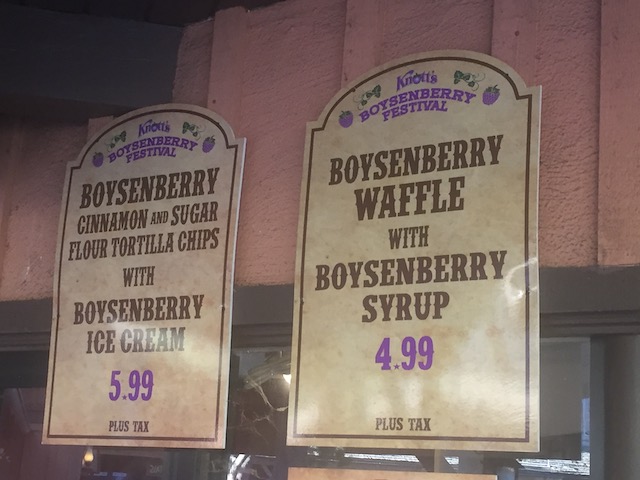 Knott's
BOYSENBERRY
FESTIVAL
BOYSENBERRY
CINNAMON AND SUGAR
FLOUR TORTILLA CHIPS
WITH
BOYSENBERRY
ICE CREAM
5.99
PLUS TAX
Knott's
BOYSENBERRY
FESTIVAL
BOYSENBERRY
WAFFLE
WITH
BOYSENBERRY
SYRUP
4.99
PLUS TAX